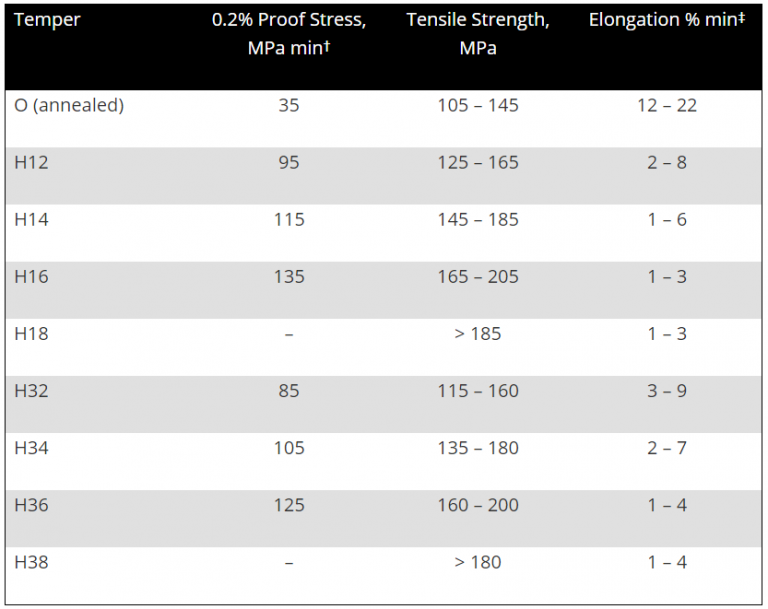 Temper 0.2% Proof Stress, MPa min† Tensile Strength, MPa Elongation % min‡
O (annealed) 35 105 – 145 12 – 22
H12 95 125 – 165 2 – 8
H14 115 145 – 185 1 – 6
H16 135 165 – 205 1 – 3
H18 – > 185 1 – 3
H32 85 115 – 160 3 – 9
H34 105 135 – 180 2 – 7
H36 125 160 – 200 1 – 4
H38 – > 180 1 – 4